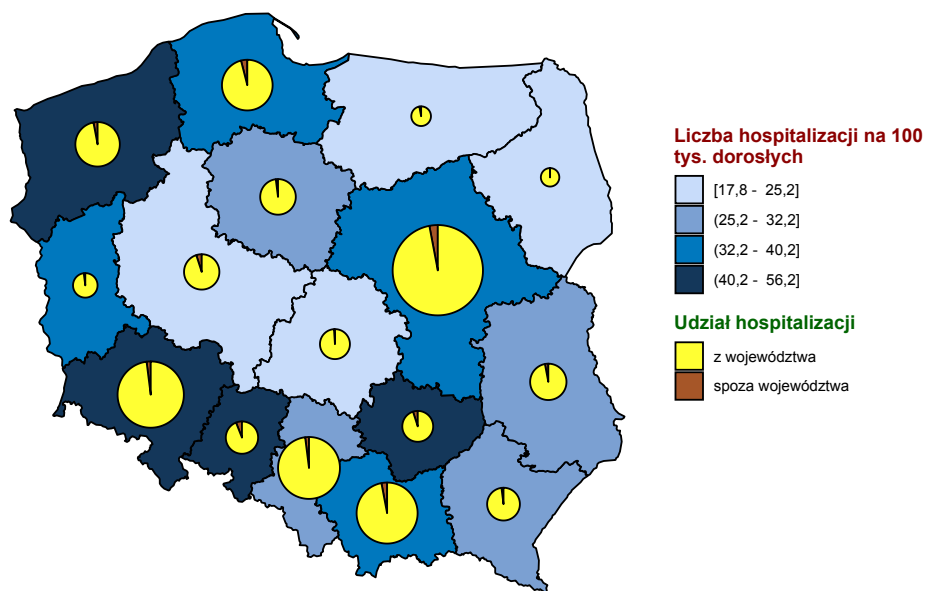 Liczba hospitalizacji na 100
tys. dorosłych
[17,8 - 25,2]
(25,2 - 32,2]
(32,2 - 40,2]
(40,2 - 56,2]
Udział hospitalizacji
z województwa
spoza województwa